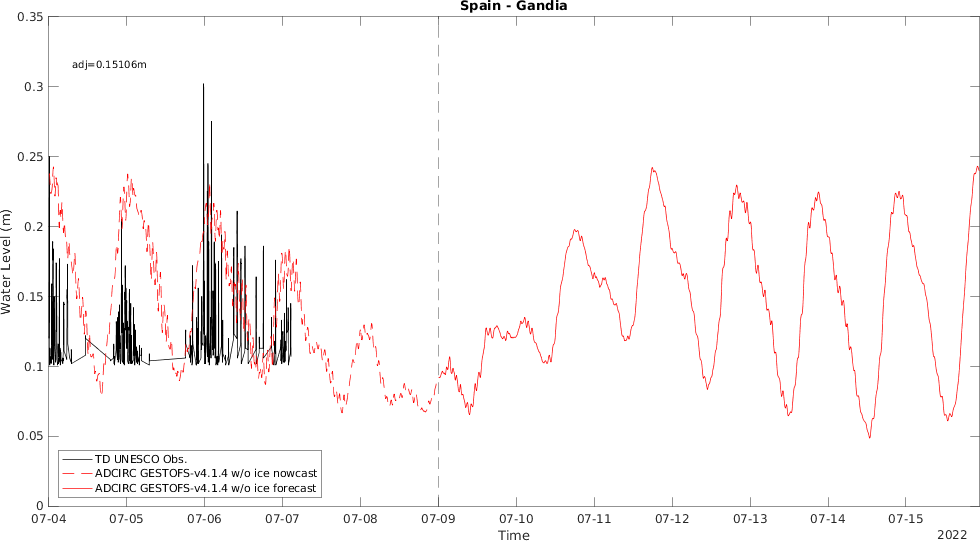 Spain - Gandia
0.35
adj=0.15106m
0.3
0.25
0.2
0.15
0.1
0.05
0
Water Level (m)
TD UNESCO Obs.
ADCIRC GESTOFS-v4.1.4 w/o ice nowcast
ADCIRC GESTOFS-v4.1.4 w/o ice forecast
07-04 07-05 07-06 07-07 07-08 07-09 07-10 07-11 07-12 07-13 07-14 07-15
Time
2022